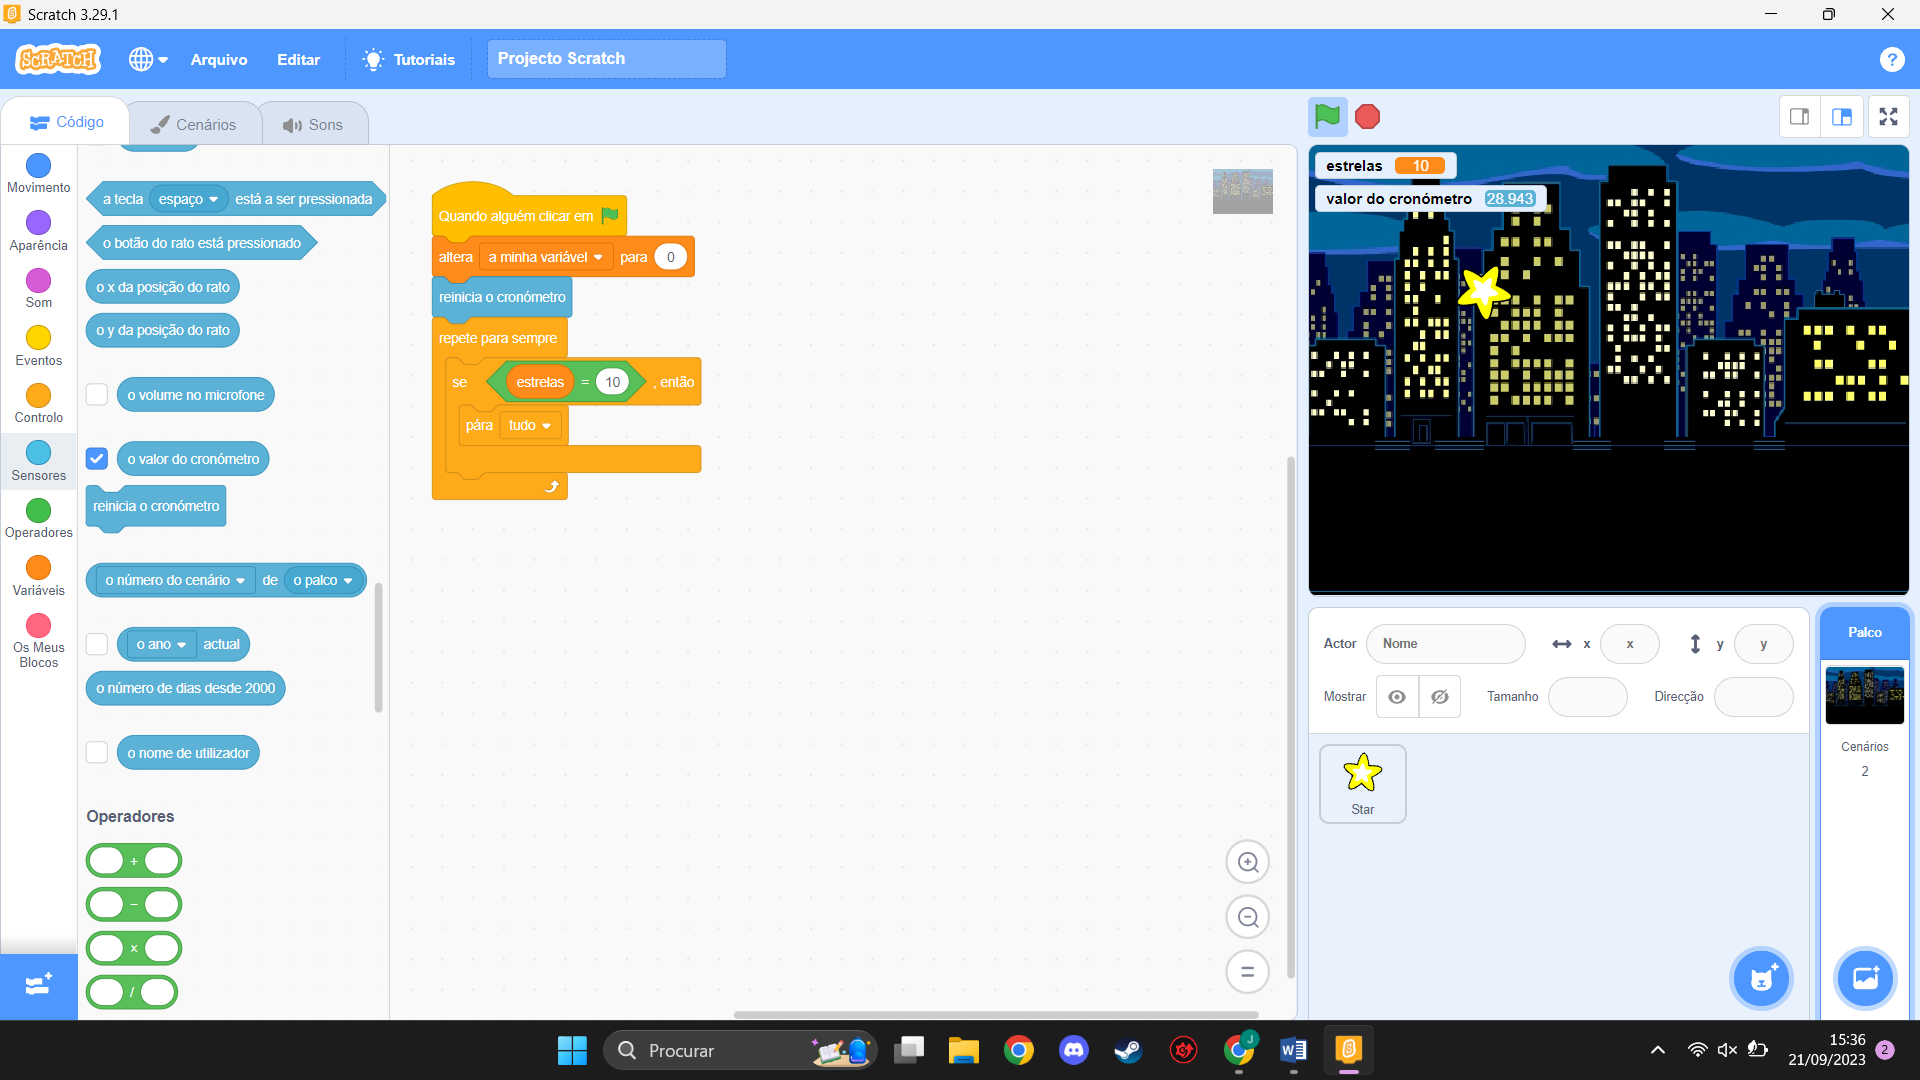 Scratch 3.29.1
SCRATCH
Arquivo
Editar
Tutoriais
Projecto Scratch
?
Código
Cenários
Sons
Movimento
Aparência
Som
Eventos
Controlo
Sensores
Operadores
Variáveis
Os Meus
Blocos
a tecla espaço está a ser pressionada
o botão do rato está pressionado
o x da posição do rato
o y da posição do rato
o volume no microfone
o valor do cronómetro
reinicia o cronómetro
o número do cenário de o palco
o ano actual
o número de dias desde 2000
o nome de utilizador
Operadores
+
−
x
/
Quando alguém clicar em
altera a minha variável para 0
reinicia o cronómetro
repete para sempre
se estrelas = 10 , então
pára tudo
estrelas 10
valor do cronómetro 28.943
Actor Nome x x y y
Mostrar Tamanho Direcção
Star
Palco
Cenários
2
Procurar
J
W
15:36
21/09/2023
2